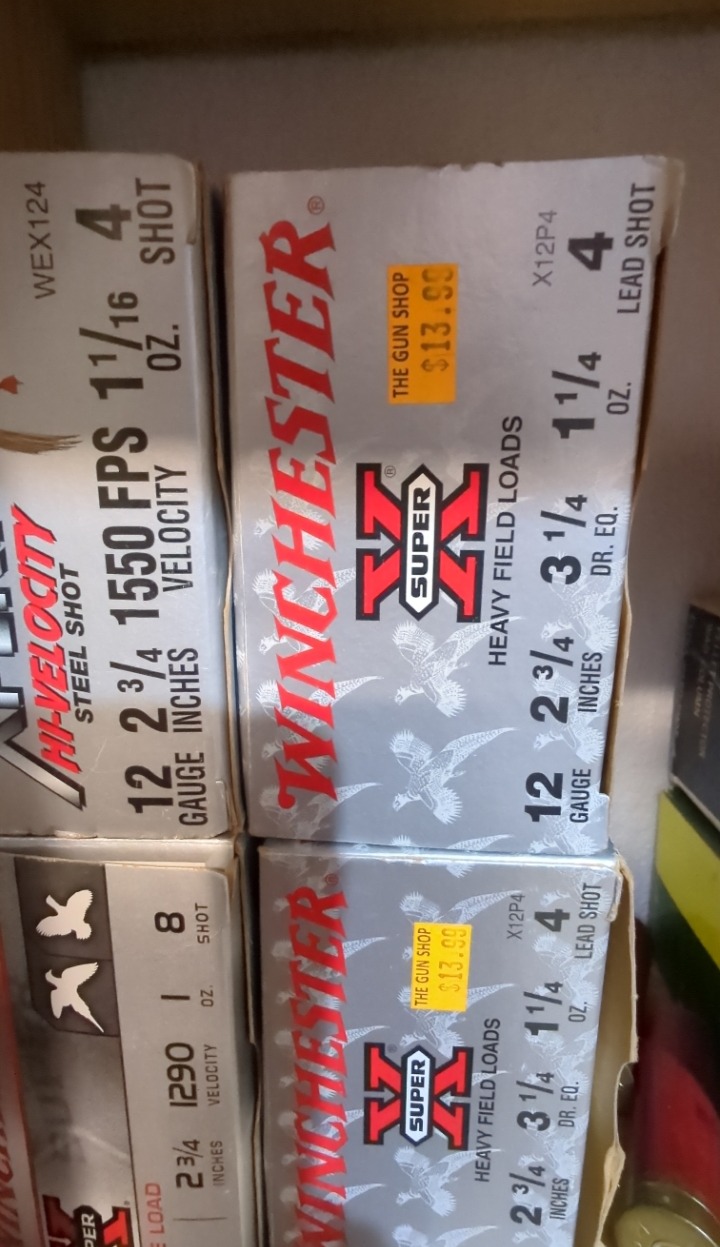 WEX124
HI-VELOCITY
STEEL SHOT
12 2 3/4 1550 FPS 1 1/16 4
GAUGE INCHES VELOCITY OZ. SHOT
WINCHESTER®
THE GUN SHOP
$13.99
SUPER X®
X12P4
HEAVY FIELD LOADS
12 2 3/4 3 1/4 1 1/4 4
GAUGE INCHES DR. EQ. OZ. LEAD SHOT
LOAD
2 3/4 1290 1 8
INCHES VELOCITY OZ. SHOT
WINCHESTER®
THE GUN SHOP
$13.99
SUPER X
X12P4
HEAVY FIELD LOADS
2 3/4 3 1/4 1 1/4 4
INCHES DR. EQ. OZ. LEAD SHOT